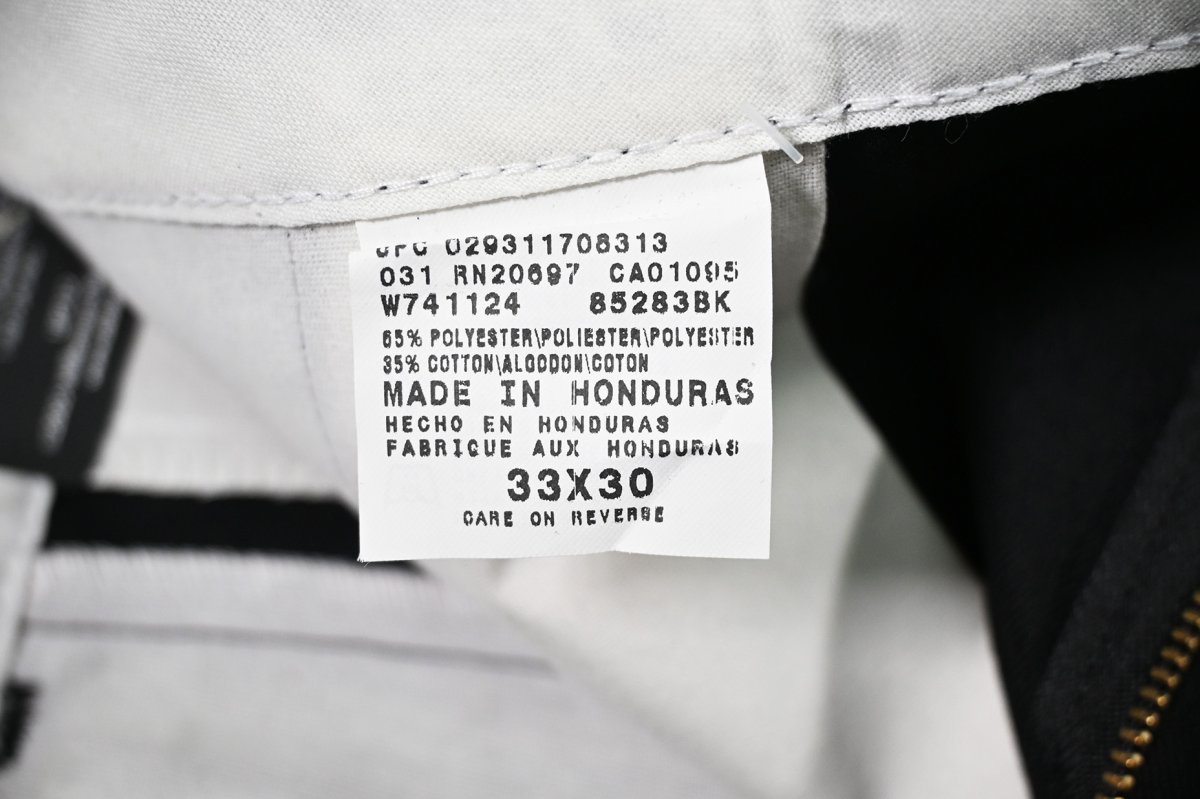 UPC 029311708313
031 RN20697 CA01095
W741124 85283BK
65% POLYESTER\POLIESTER\POLYESTER
35% COTTON\ALGODON\COTON
MADE IN HONDURAS
HECHO EN HONDURAS
FABRIQUE AUX HONDURAS
33X30
CARE ON REVERSE